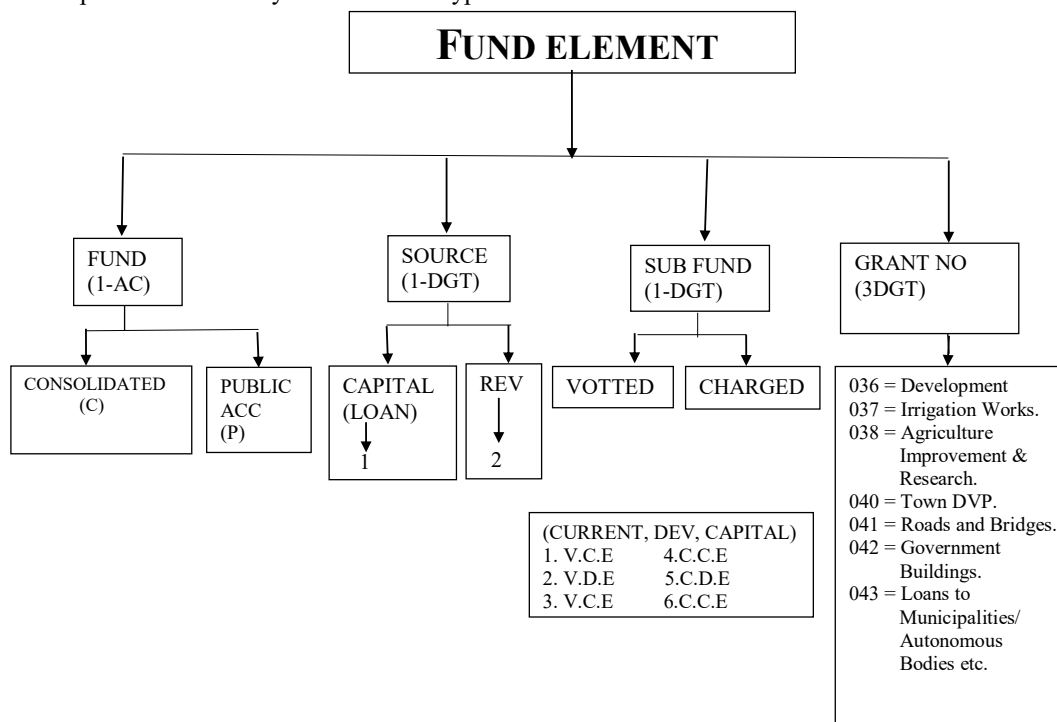 FUND ELEMENT
FUND
(1-AC)
SOURCE
(1-DGT)
SUB FUND
(1-DGT)
GRANT NO
(3DGT)
CONSOLIDATED
(C)
PUBLIC
ACC
(P)
CAPITAL
(LOAN)
1
REV
2
VOTTED
CHARGED
036 = Development
037 = Irrigation Works.
038 = Agriculture
Improvement &
Research.
040 = Town DVP.
041 = Roads and Bridges.
042 = Government
Buildings.
043 = Loans to
Municipalities/
Autonomous
Bodies etc.
(CURRENT, DEV, CAPITAL)
1. V.C.E 4.C.C.E
2. V.D.E 5.C.D.E
3. V.C.E 6.C.C.E